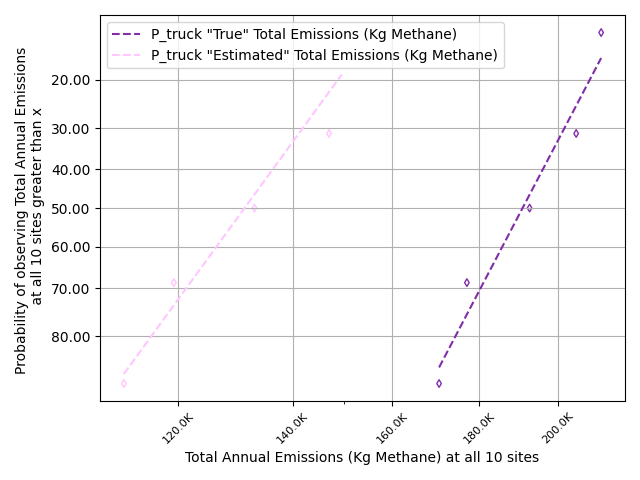 P_truck "True" Total Emissions (Kg Methane)
P_truck "Estimated" Total Emissions (Kg Methane)
Probability of observing Total Annual Emissions
at all 10 sites greater than x
20.00
30.00
40.00
50.00
60.00
70.00
80.00
120.0K
140.0K
160.0K
180.0K
200.0K
Total Annual Emissions (Kg Methane) at all 10 sites